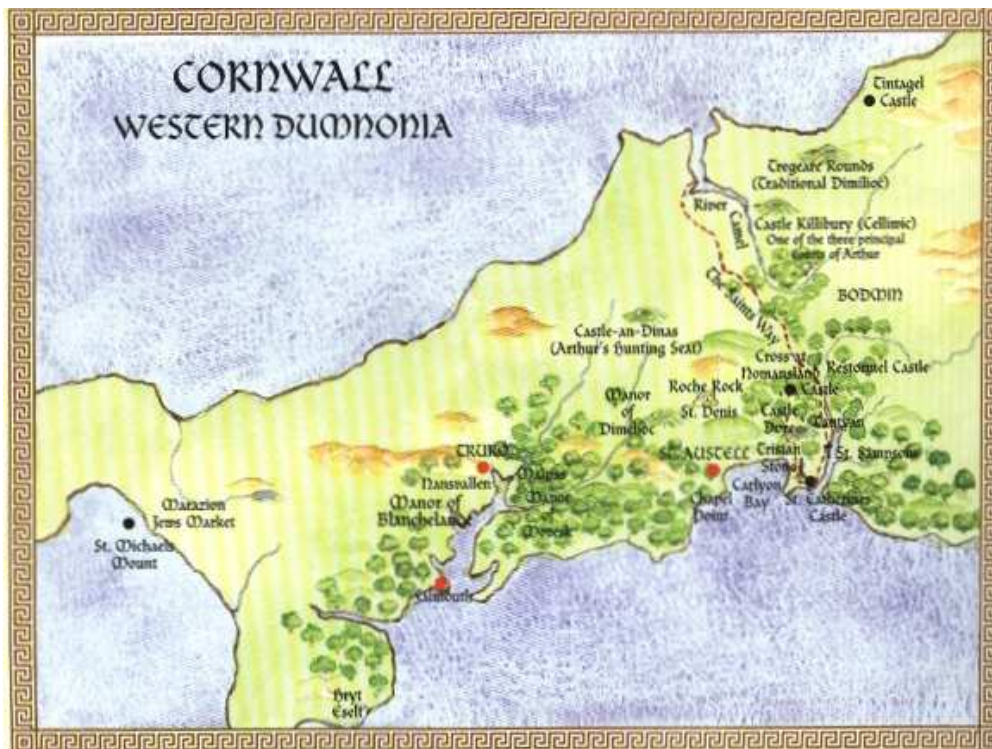 CORNWALL
WESTERN DUMNONIA
Tintagel
Castle
Tregeare Rounds
(Traditional Dimilioc)
River
Camel
Castle Killibury (Cellimic)
One of the three principal
Courts of Arthur
The Saints Way
BODMIN
Castle-an-Dinas
(Arthur's Hunting Seat)
Cross at
Nomansland
Castle
Restormel Castle
Roche Rock
St. Denis
Manor
of
Dimelioc
Castle
Dore
Lantyan
TRURO
Nansvallen
Malpas
Manor
Moresk
Manor of
Blanchelande
ST. AUSTELL
Tristan
Stone
St. Sampsons
Chapel
Point
Carlyon
Bay
St. Catherines
Castle
Marazion
Jews Market
St. Michaels
Mount
Falmouth
Bryt
Eselt